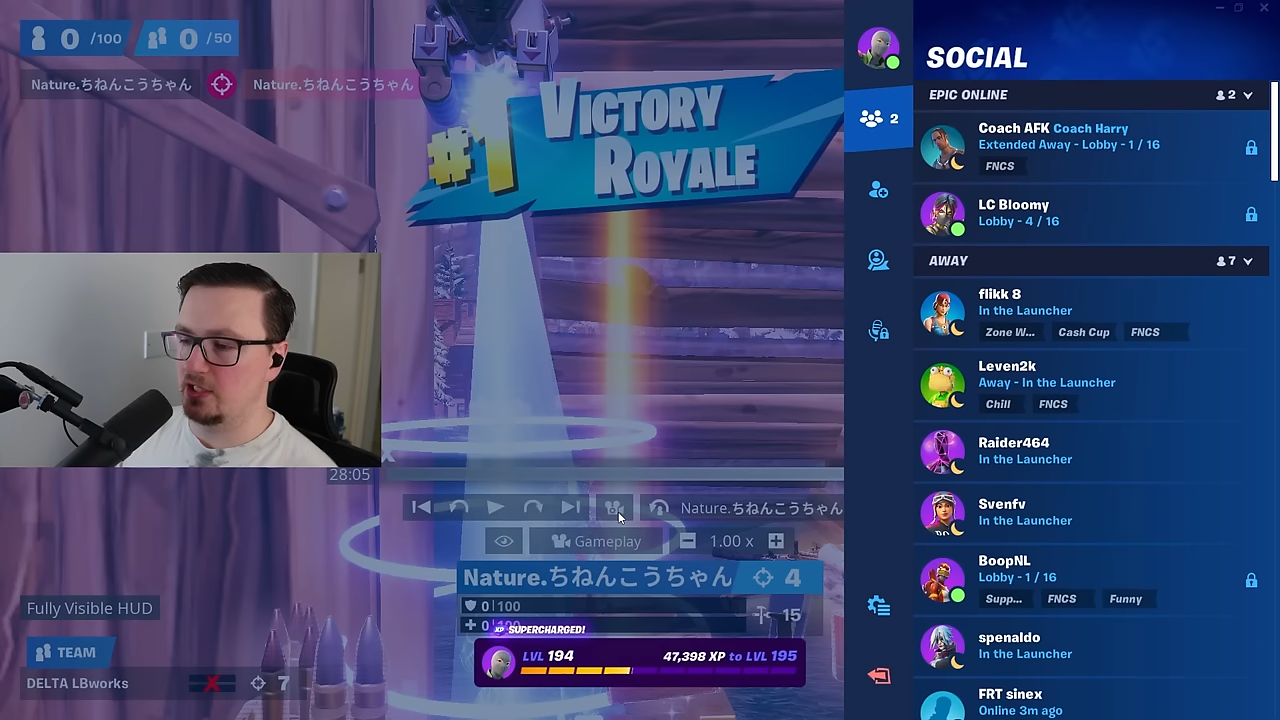 0 /100
0 /50
Nature.ちねんこうちゃん
Nature.ちねんこうちゃん
#1 VICTORY ROYALE
28:05
Nature.ちねんこうちゃん
Gameplay
1.00 x
Nature.ちねんこうちゃん 4
0|100
15
SUPERCHARGED!
LVL 194
47,398 XP to LVL 195
Fully Visible HUD
TEAM
DELTA LBworks
7
2
SOCIAL
EPIC ONLINE 2
Coach AFK Coach Harry
Extended Away - Lobby - 1 / 16
FNCS
LC Bloomy
Lobby - 4 / 16
AWAY 7
flikk 8
In the Launcher
Zone W... Cash Cup FNCS
Leven2k
Away - In the Launcher
Chill FNCS
Raider464
In the Launcher
Svenfv
In the Launcher
BoopNL
Lobby - 1 / 16
Supp... FNCS Funny
spenaldo
In the Launcher
FRT sinex
Online 3m ago